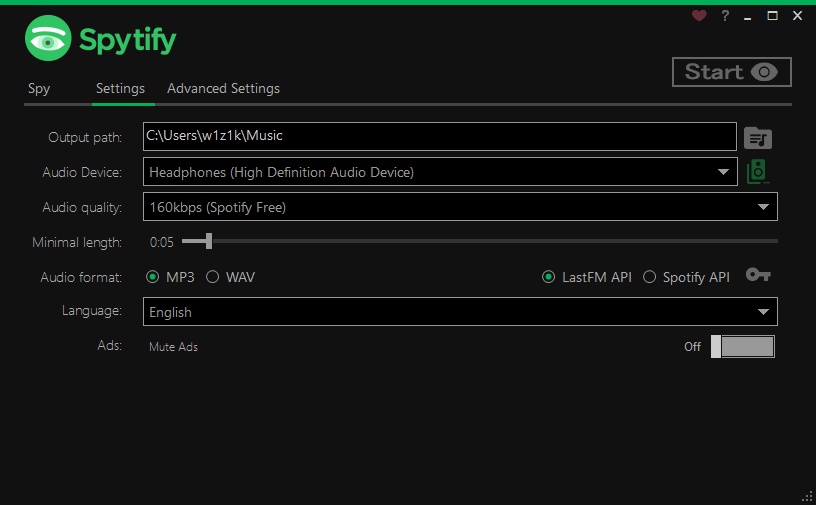 ?
Spytify
Start
Spy Settings Advanced Settings
Output path: C:\Users\w1z1k\Music
Audio Device: Headphones (High Definition Audio Device)
Audio quality: 160kbps (Spotify Free)
Minimal length: 0:05
Audio format: MP3 WAV LastFM API Spotify API
Language: English
Ads: Mute Ads Off